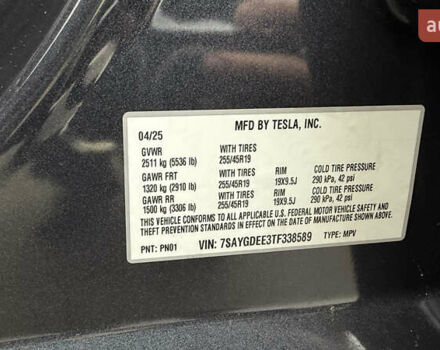 au
04/25 MFD BY TESLA, INC.
GVWR WITH TIRES
2511 kg (5536 lb) 255/45R19
GAWR FRT WITH TIRES RIM COLD TIRE PRESSURE
1320 kg (2910 lb) 255/45R19 19X9.5J 290 kPa, 42 psi
GAWR RR WITH TIRES RIM COLD TIRE PRESSURE
1500 kg (3306 lb) 255/45R19 19X9.5J 290 kPa, 42 psi
THIS VEHICLE CONFORMS TO ALL APPLICABLE U.S. FEDERAL MOTOR VEHICLE SAFETY AND THEFT PREVENTION
STANDARDS IN EFFECT ON THE DATE OF MANUFACTURE SHOWN ABOVE.
PNT: PN01 VIN: 7SAYGDEE3TF338589 TYPE: MPV